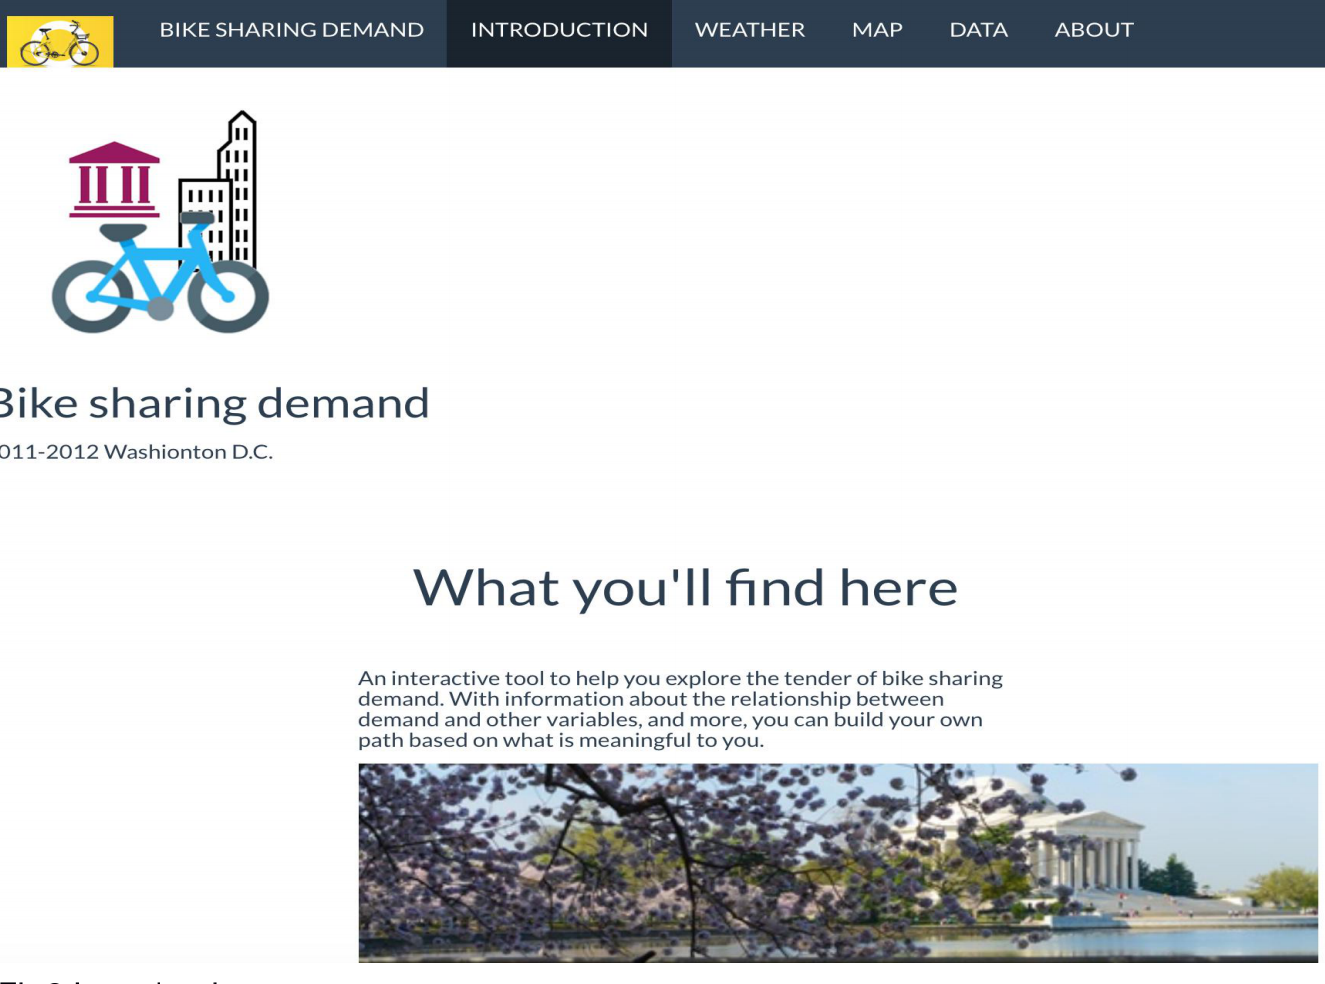 BIKE SHARING DEMAND INTRODUCTION WEATHER MAP DATA ABOUT
Bike sharing demand
011-2012 Washionton D.C.
What you'll find here
An interactive tool to help you explore the tender of bike sharing
demand. With information about the relationship between
demand and other variables, and more, you can build your own
path based on what is meaningful to you.